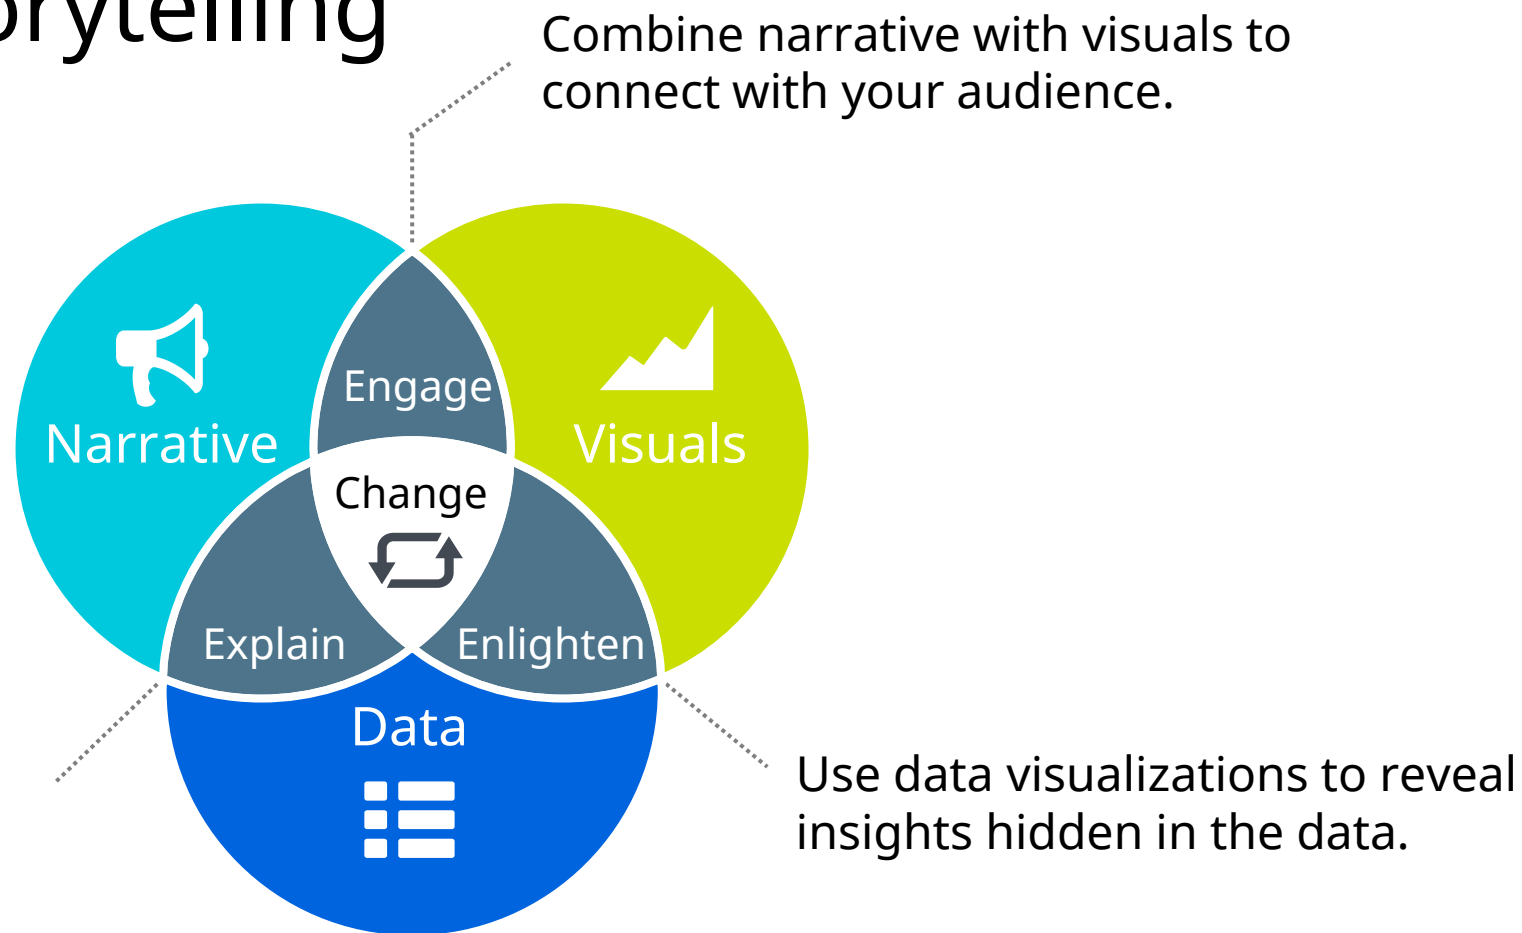 orytelling
Combine narrative with visuals to
connect with your audience.
Engage
Narrative
Visuals
Change
Explain
Enlighten
Data
Use data visualizations to reveal
insights hidden in the data.